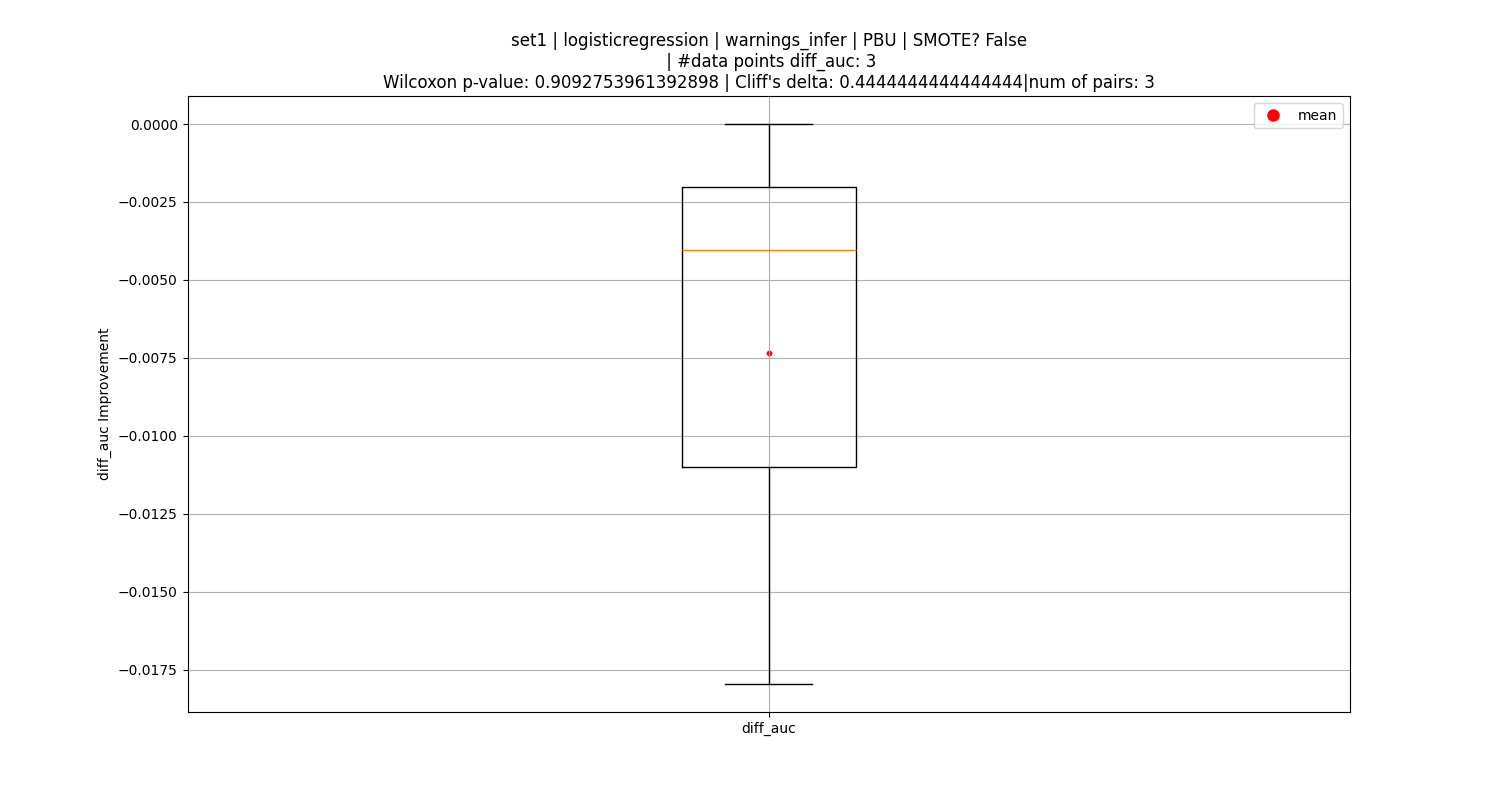 set1 | logisticregression | warnings_infer | PBU | SMOTE? False
| #data points diff_auc: 3
Wilcoxon p-value: 0.9092753961392898 | Cliff's delta: 0.4444444444444444|num of pairs: 3
mean
0.0000
−0.0025
−0.0050
−0.0075
−0.0100
−0.0125
−0.0150
−0.0175
diff_auc Improvement
diff_auc